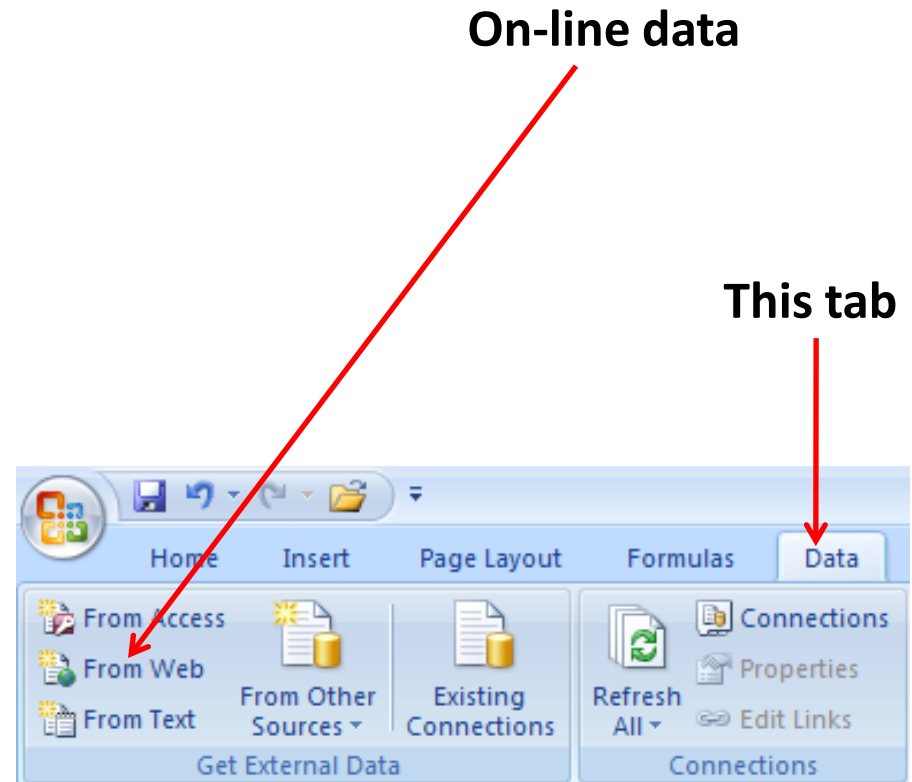 On-line data
This tab
Home Insert Page Layout Formulas Data
From Access
From Web
From Text
From Other
Sources
Existing
Connections
Get External Data
Refresh
All
Connections
Properties
Edit Links
Connections